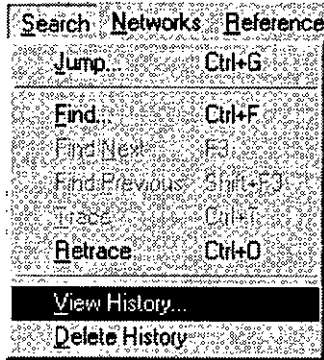 Search Networks Reference
Jump... Ctrl+G
Find... Ctrl+F
Find Next F3
Find Previous Shift+F3
Trace Ctrl+T
Retrace Ctrl+O
View History...
Delete History